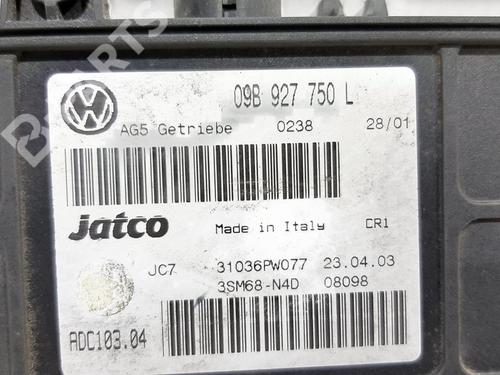 PARTS
09B 927 750 L
AG5 Getriebe 0238 28/01
Jatco Made in Italy CR1
JC7 31036PW077 23.04.03
3SM68-N4D 08098
ADC103.04